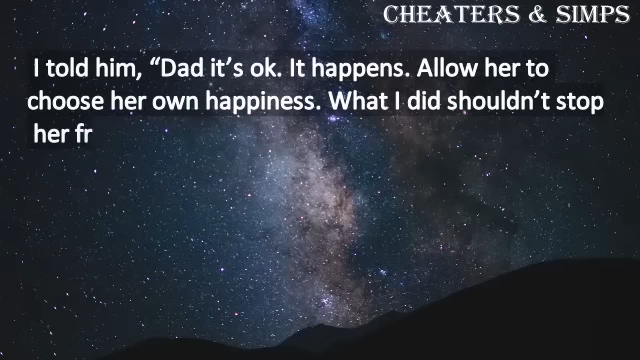 CHEATERS & SIMPS
I told him, “Dad it’s ok. It happens. Allow her to
choose her own happiness. What I did shouldn’t stop
her fr